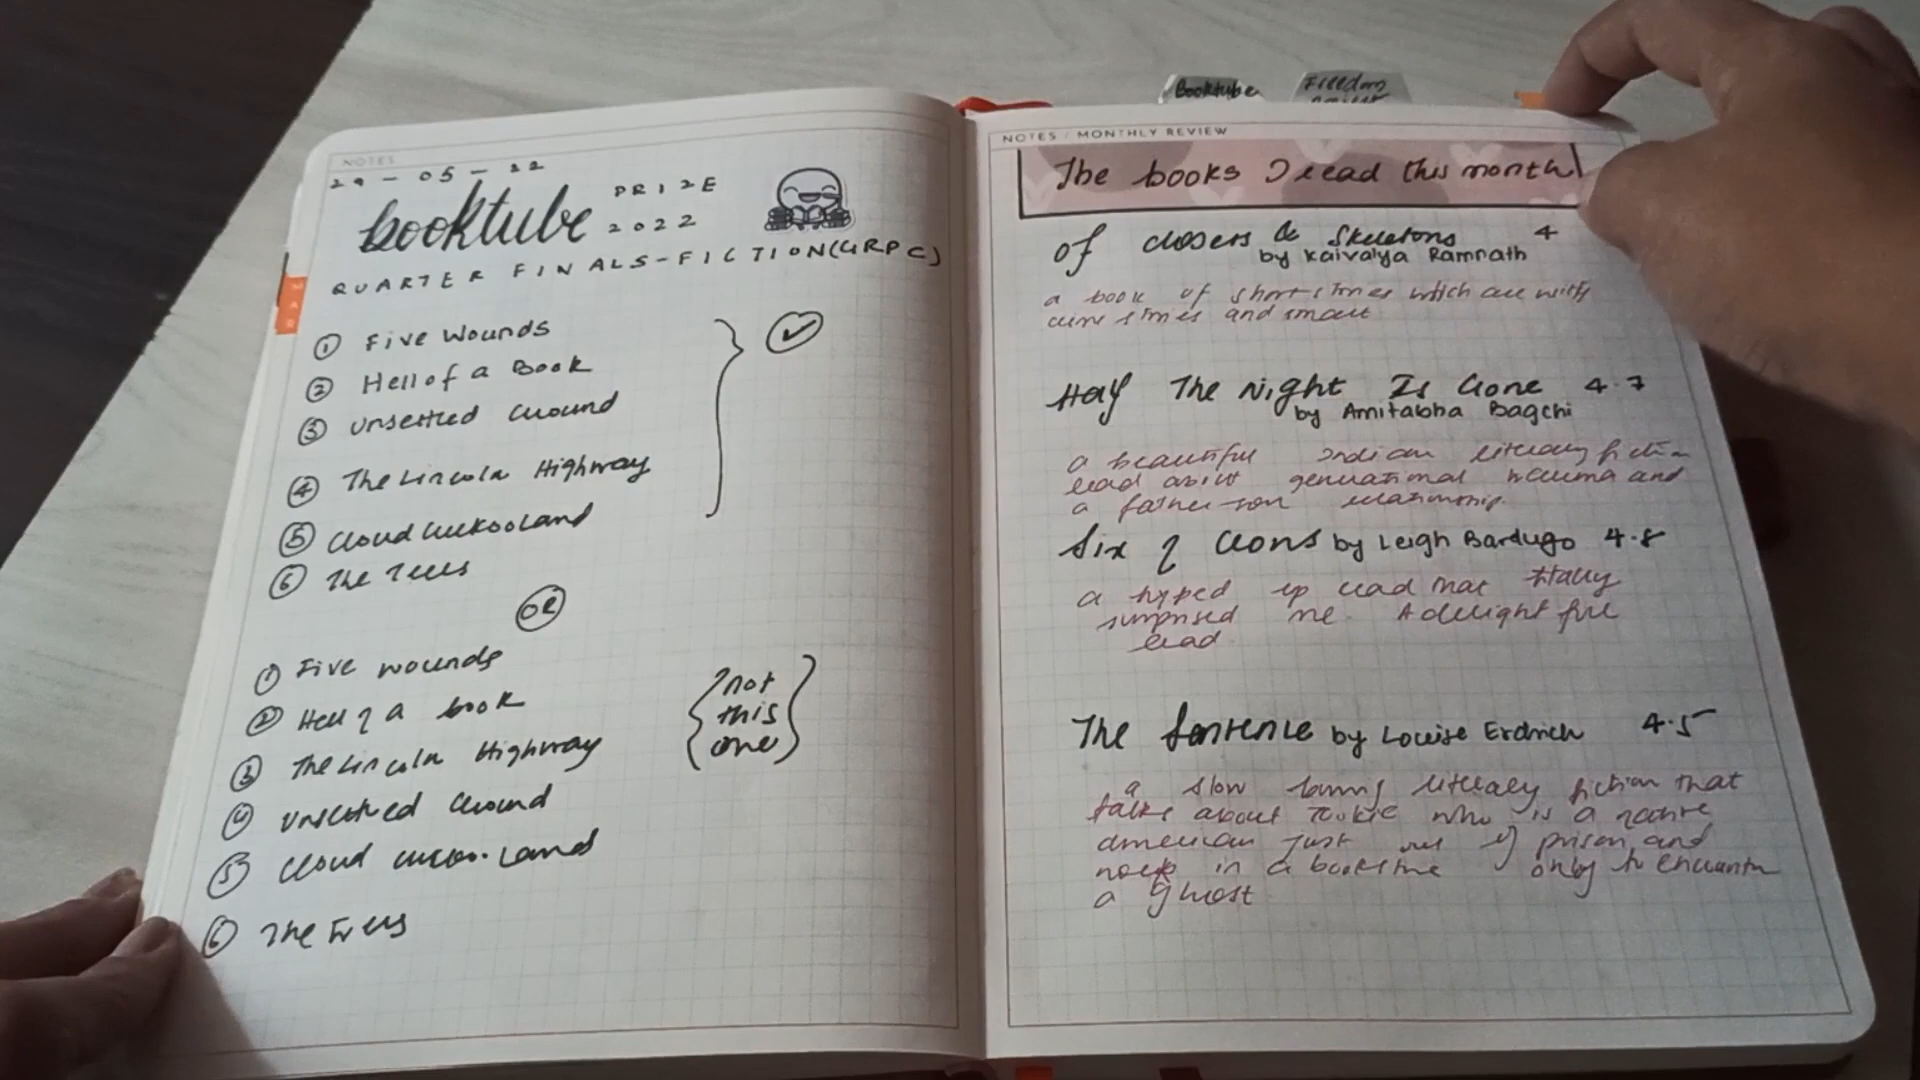 NOTES
29-05-22
booktube PRIZE
2022
QUARTER FINALS-FICTION(GRPC)
① Five Wounds
② Hell of a Book
③ Unsettled Ground
④ The Lincoln Highway
⑤ Cloud Cuckoo Land
⑥ The Trees
OR
① Five wounds
② Hell of a book
③ The Lincoln Highway
④ Unsettled Ground
⑤ Cloud Cuckoo Land
⑥ The Trees
{not
this
one}
Booktube
Freedom
project
MAR
NOTES / MONTHLY REVIEW
The books I read this month
of closets & Skeletons 4
by Kaivalya Ramnath
a book of short stories which are witty
and smart
Half The Night Is Gone 4.7
by Amitabha Bagchi
a beautiful Indian literary fiction
read about generational trauma and
a father-son relationship.
Six of Crows by Leigh Bardugo 4.8
a hyped up read that totally
surprised me. A delightful
read.
The Sentence by Louise Erdrich 4.5
a slow burning literary fiction that
talks about Tookie who is a native
american just out of prison and
in a bookstore only to encounter
a ghost